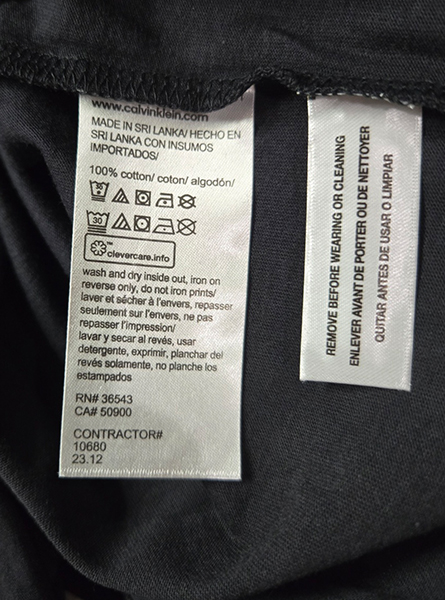 www.calvinklein.com
MADE IN SRI LANKA/ HECHO EN
SRI LANKA CON INSUMOS
IMPORTADOS/
100% cotton/ coton/ algodón/
30
clevercare.info™
wash and dry inside out, iron on
reverse only, do not iron prints/
laver et sécher à l'envers, repasser
seulement sur l'envers, ne pas
repasser l'impression/
lavar y secar al revés, usar
detergente, exprimir, planchar del
revés solamente, no planche los
estampados
RN# 36543
CA# 50900
CONTRACTOR#
10680
23.12
REMOVE BEFORE WEARING OR CLEANING
ENLEVER AVANT DE PORTER OU DE NETTOYER
QUITAR ANTES DE USAR O LIMPIAR